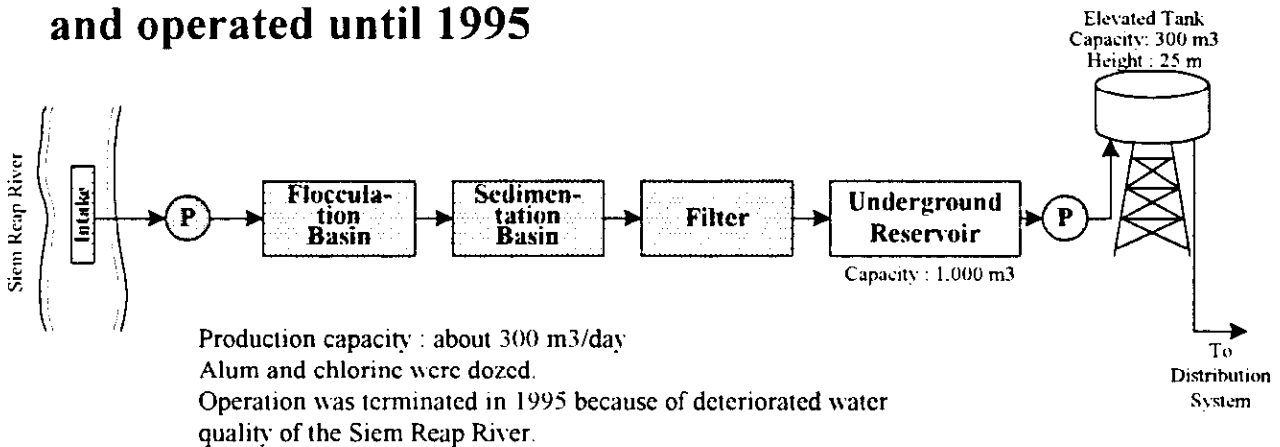 and operated until 1995
Elevated Tank
Capacity: 300 m3
Height : 25 m
Siem Reap River
Intake
P
Floccula-
tion
Basin
Sedimen-
tation
Basin
Filter
Underground
Reservoir
P
Capacity : 1.000 m3
Production capacity : about 300 m3/day
Alum and chlorine were dozed.
Operation was terminated in 1995 because of deteriorated water
quality of the Siem Reap River.
To
Distribution
System